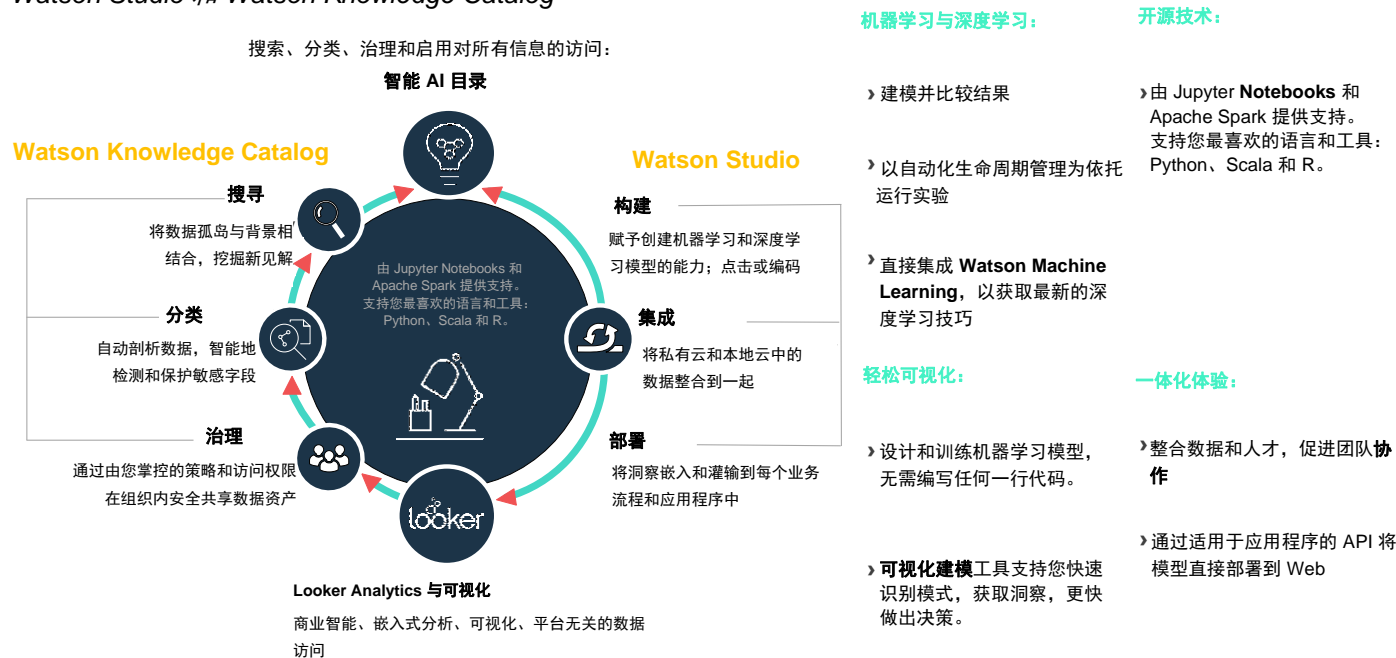 Watson Studio 和 Watson Knowledge Catalog
搜索、分类、治理和启用对所有信息的访问：
智能 AI 目录
Watson Knowledge Catalog
搜寻
将数据孤岛与背景相
结合，挖掘新见解
分类
自动剖析数据，智能地
检测和保护敏感字段
治理
通过由您掌控的策略和访问权限
在组织内安全共享数据资产
由 Jupyter Notebooks 和
Apache Spark 提供支持。
支持您最喜欢的语言和工具：
Python、Scala 和 R。
looker
Watson Studio
构建
赋予创建机器学习和深度学
习模型的能力；点击或编码
集成
将私有云和本地云中的
数据整合到一起
部署
将洞察嵌入和灌输到每个业务
流程和应用程序中
Looker Analytics 与可视化
商业智能、嵌入式分析、可视化、平台无关的数据
访问
机器学习与深度学习：
›建模并比较结果
›以自动化生命周期管理为依托
运行实验
›直接集成 Watson Machine
Learning，以获取最新的深
度学习技巧
开源技术：
›由 Jupyter Notebooks 和
Apache Spark 提供支持。
支持您最喜欢的语言和工具：
Python、Scala 和 R。
轻松可视化：
›设计和训练机器学习模型，
无需编写任何一行代码。
›可视化建模工具支持您快速
识别模式，获取洞察，更快
做出决策。
一体化体验：
›整合数据和人才，促进团队协
作
›通过适用于应用程序的 API 将
模型直接部署到 Web